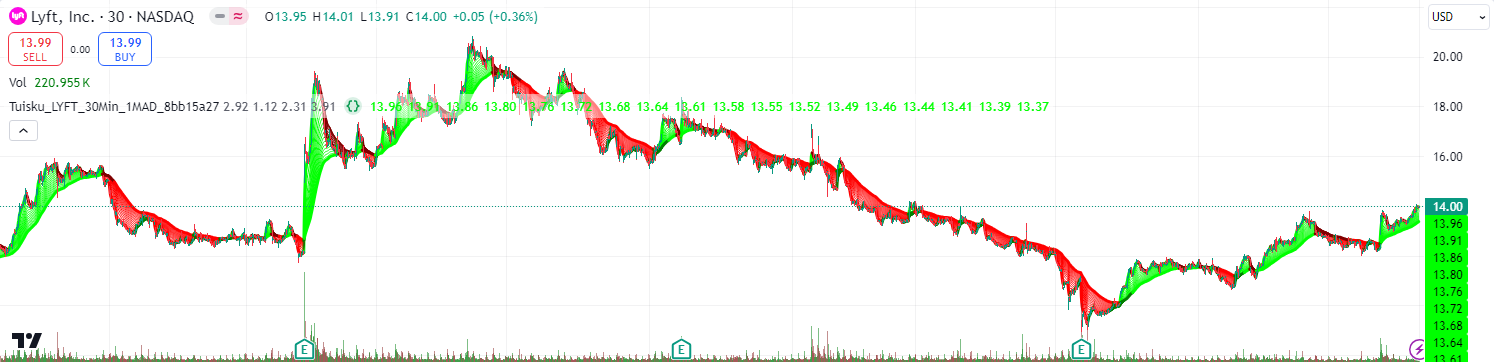 Lyft, Inc. · 30 · NASDAQ O13.95 H14.01 L13.91 C14.00 +0.05 (+0.36%)
USD
13.99
SELL
0.00
13.99
BUY
Vol 220.955 K
Tuisku_LYFT_30Min_1MAD_8bb15a27 2.92 1.12 2.31 3.91 {} 13.96 13.91 13.86 13.80 13.76 13.72 13.68 13.64 13.61 13.58 13.55 13.52 13.49 13.46 13.44 13.41 13.39 13.37
20.00
18.00
16.00
14.00
13.96
13.91
13.86
13.80
13.76
13.72
13.68
13.64
13.61
E
E
E